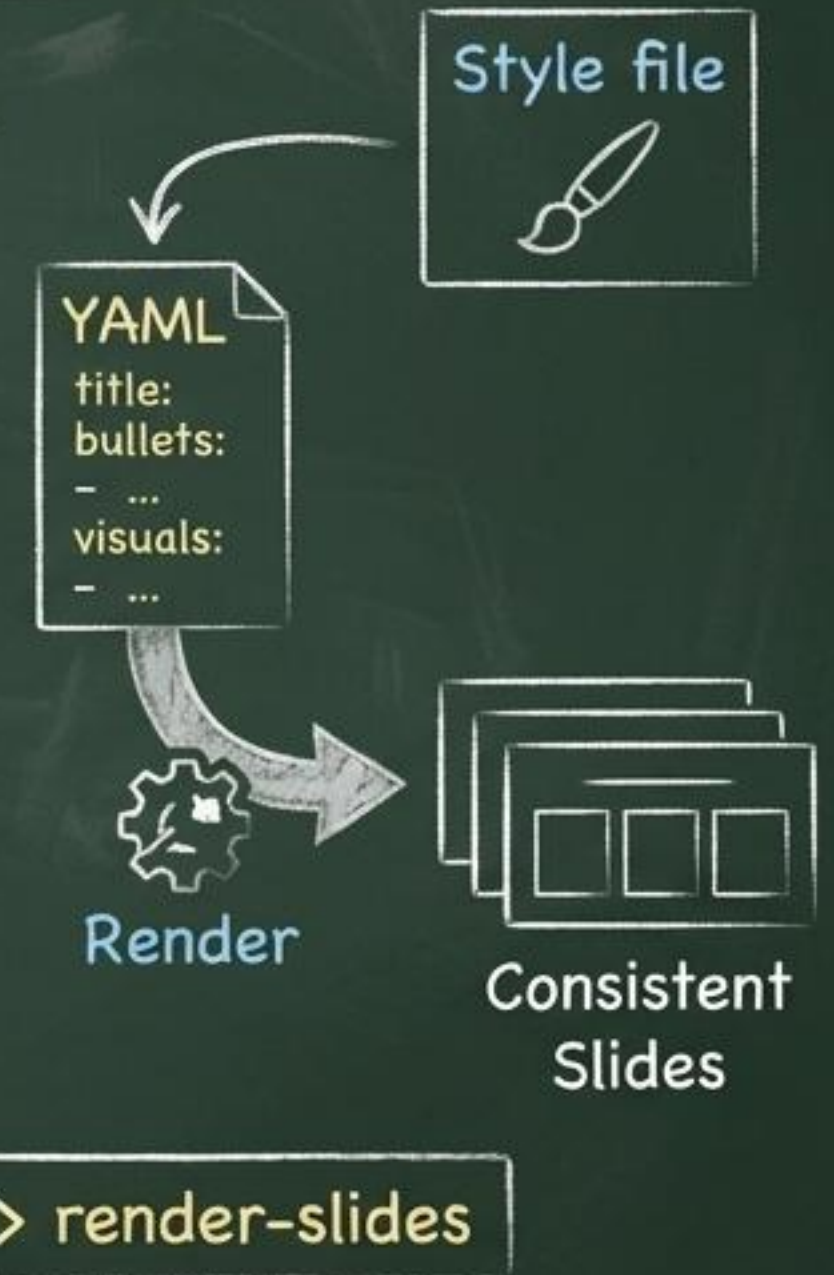 Style file
YAML
title:
bullets:
- ...
visuals:
- ...
Render
Consistent
Slides
> render-slides